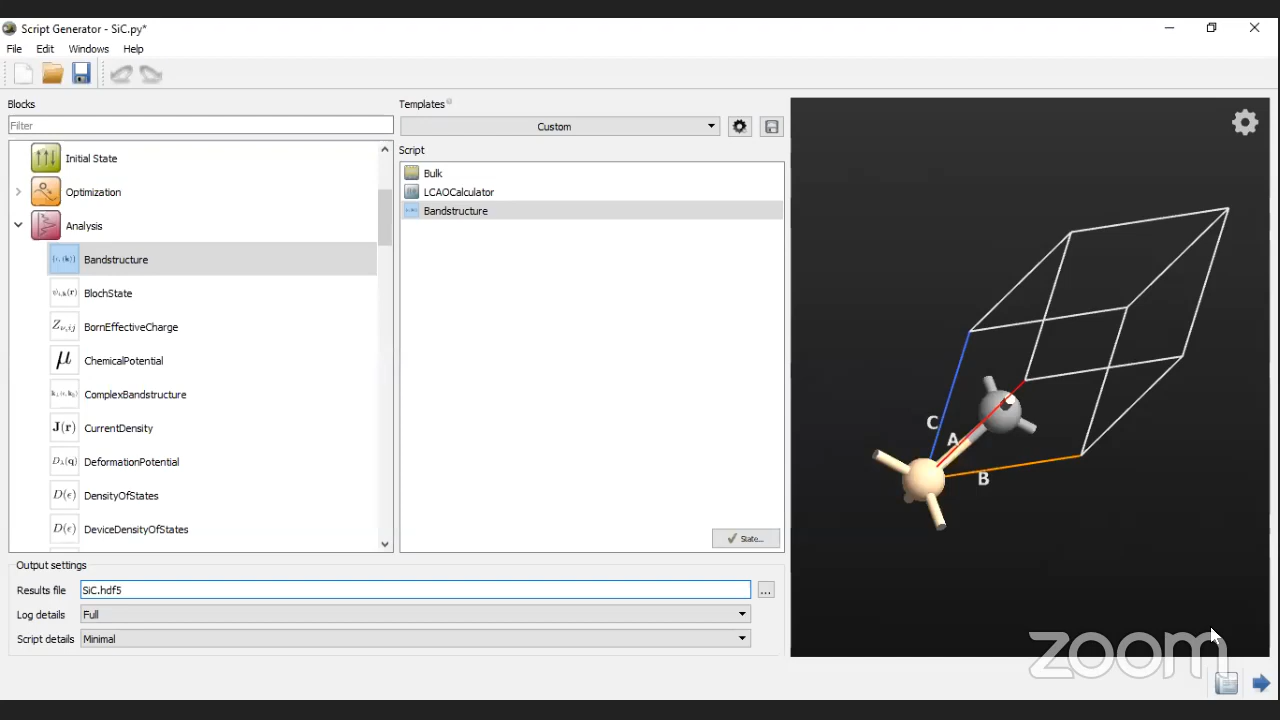 Script Generator - SiC.py*
File Edit Windows Help
Blocks
Filter
Initial State
Optimization
Analysis
Bandstructure
BlochState
BornEffectiveCharge
μ ChemicalPotential
ComplexBandstructure
J(r) CurrentDensity
DeformationPotential
D(ϵ) DensityOfStates
D(ϵ) DeviceDensityOfStates
Templates
Custom
Script
Bulk
LCAOCalculator
Bandstructure
State...
C
A
B
Output settings
Results file SiC.hdf5 ...
Log details Full
Script details Minimal
zoom